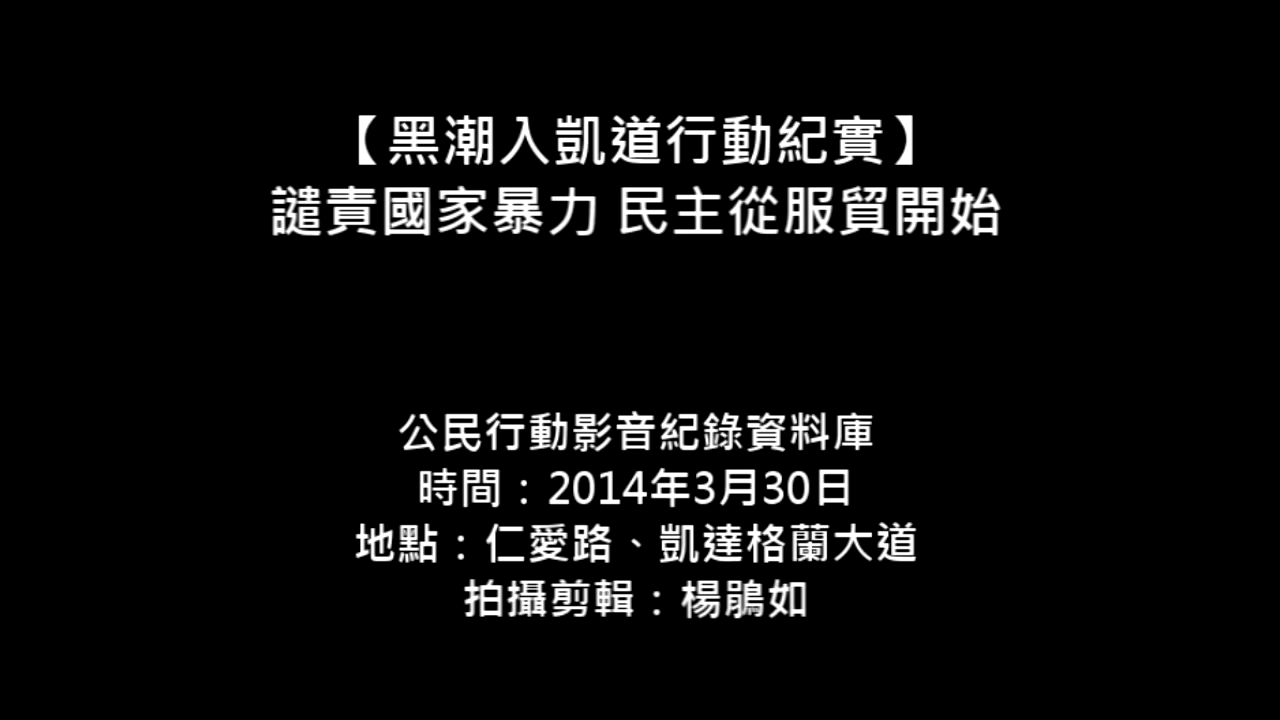 【黑潮入凱道行動紀實】
譴責國家暴力 民主從服貿開始
公民行動影音紀錄資料庫
時間：2014年3月30日
地點：仁愛路、凱達格蘭大道
拍攝剪輯：楊鵑如